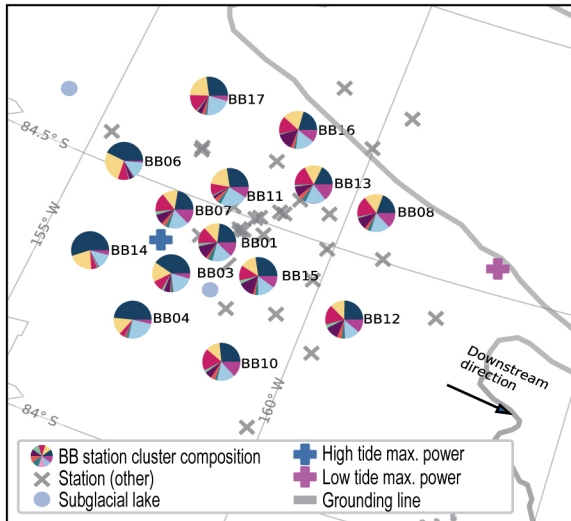 BB17
84.5° S
BB16
BB06
BB11
BB13
BB07
BB08
155° W
BB01
BB14
BB03
BB15
BB04
BB12
BB10
Downstream
direction
160° W
84° S
BB station cluster composition
Station (other)
Subglacial lake
High tide max. power
Low tide max. power
Grounding line